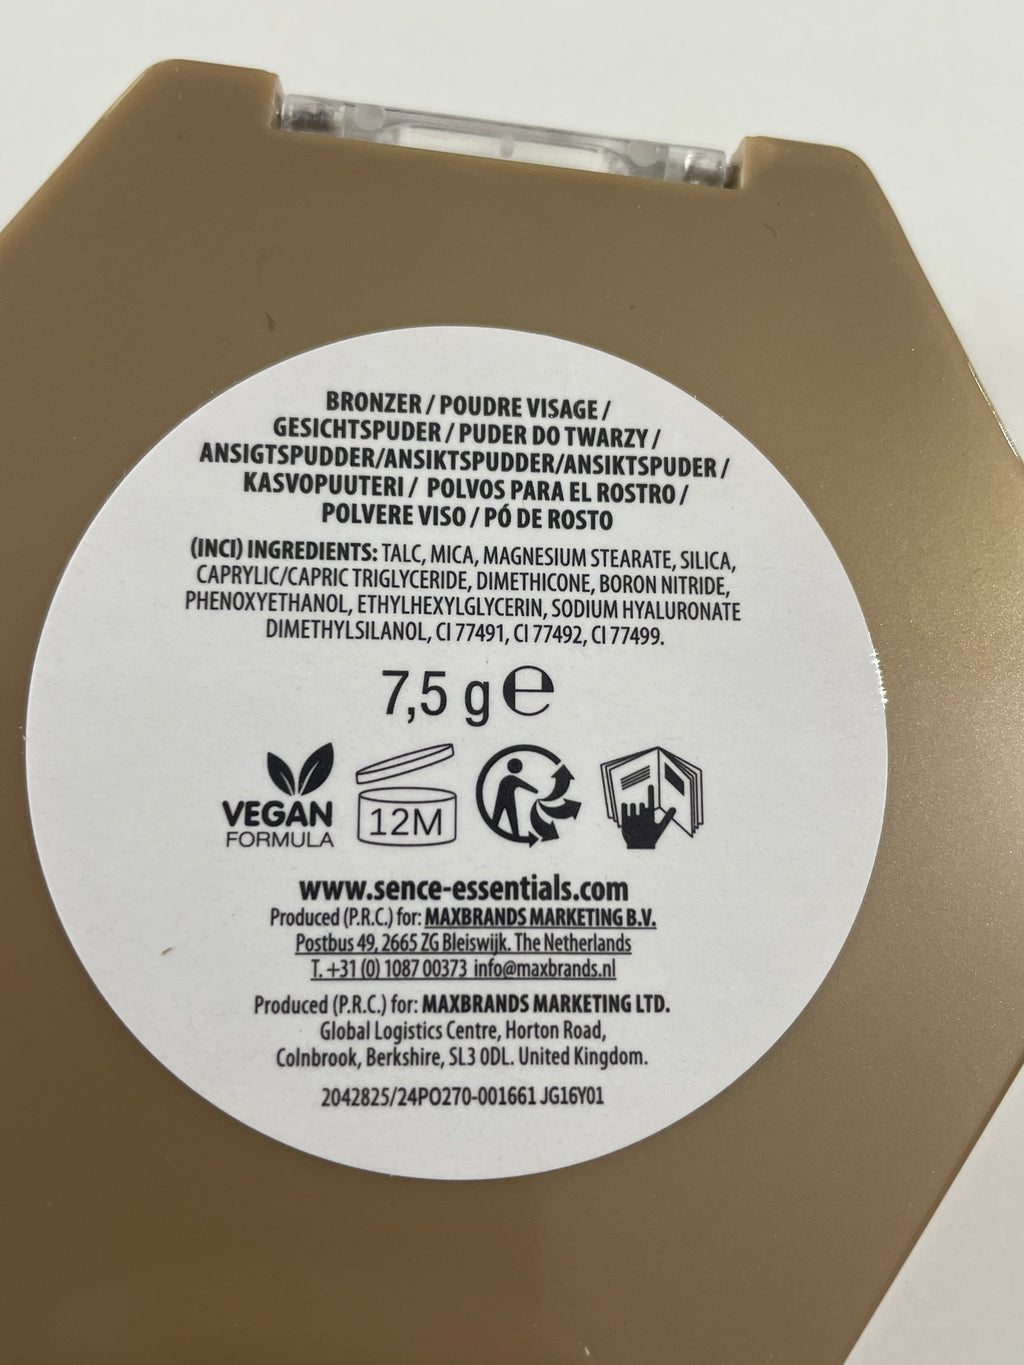 BRONZER / POUDRE VISAGE /
GESICHTSPUDER / PUDER DO TWARZY /
ANSIGTSPUDDER/ANSIKTSPUDDER/ANSIKTSPUDER /
KASVOPUUTERI / POLVOS PARA EL ROSTRO /
POLVERE VISO / PÓ DE ROSTO
(INCI) INGREDIENTS: TALC, MICA, MAGNESIUM STEARATE, SILICA,
CAPRYLIC/CAPRIC TRIGLYCERIDE, DIMETHICONE, BORON NITRIDE,
PHENOXYETHANOL, ETHYLHEXYLGLYCERIN, SODIUM HYALURONATE
DIMETHYLSILANOL, CI 77491, CI 77492, CI 77499.
7,5 g ℮
VEGAN
FORMULA
12M
www.sence-essentials.com
Produced (P.R.C.) for: MAXBRANDS MARKETING B.V.
Postbus 49, 2665 ZG Bleiswijk. The Netherlands
T. +31 (0) 1087 00373 info@maxbrands.nl
Produced (P.R.C.) for: MAXBRANDS MARKETING LTD.
Global Logistics Centre, Horton Road,
Colnbrook, Berkshire, SL3 0DL. United Kingdom.
2042825/24PO270-001661 JG16Y01